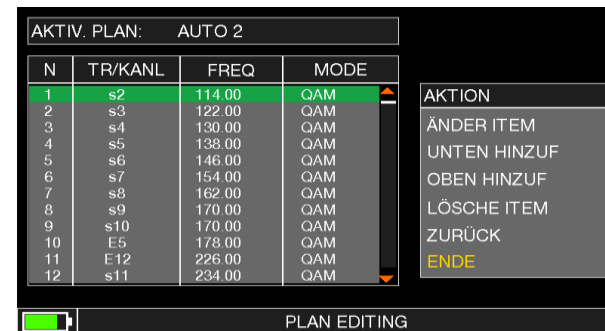 AKTIV. PLAN: AUTO 2
N TR/KANL FREQ MODE
1 s2 114.00 QAM
2 s3 122.00 QAM
3 s4 130.00 QAM
4 s5 138.00 QAM
5 s6 146.00 QAM
6 s7 154.00 QAM
7 s8 162.00 QAM
8 s9 170.00 QAM
9 s10 170.00 QAM
10 E5 178.00 QAM
11 E12 226.00 QAM
12 s11 234.00 QAM
AKTION
ÄNDER ITEM
UNTEN HINZUF
OBEN HINZUF
LÖSCHE ITEM
ZURÜCK
ENDE
PLAN EDITING